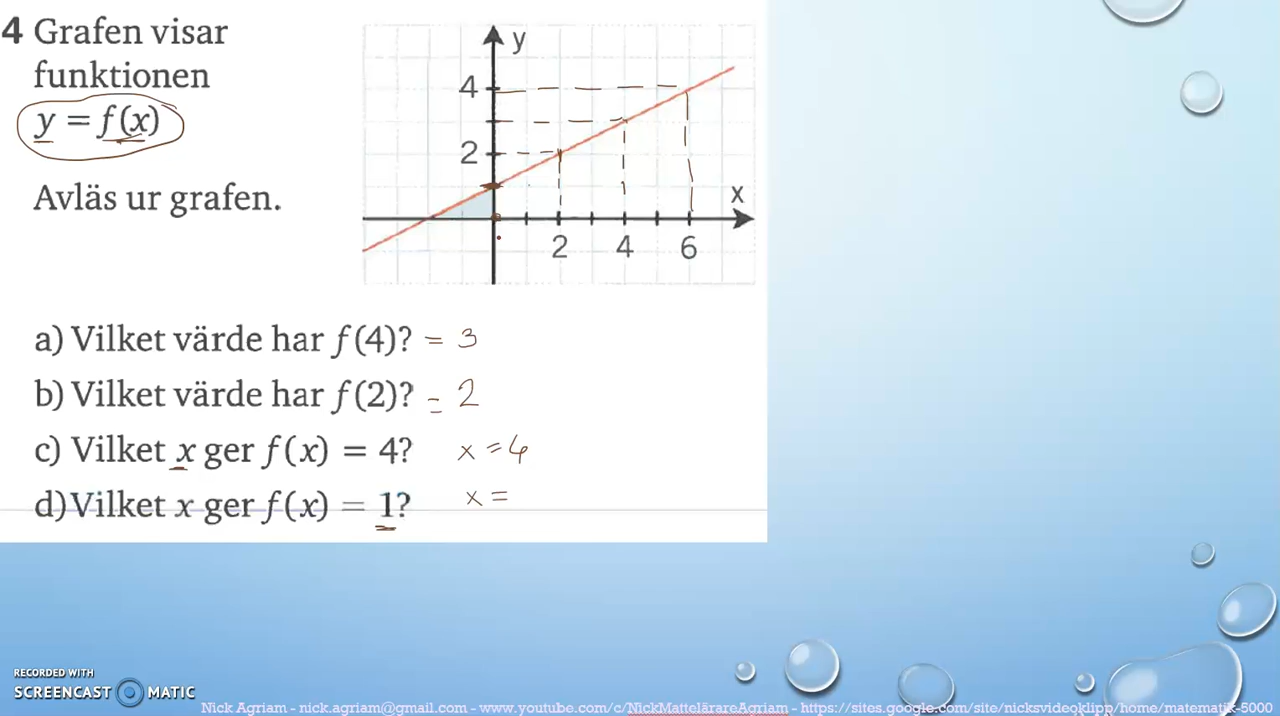 4 Grafen visar
funktionen
y = f(x)
Avläs ur grafen.
y
4
2
x
2 4 6
a) Vilket värde har f(4)? = 3
b) Vilket värde har f(2)? = 2
c) Vilket x ger f(x) = 4? x = 4
d) Vilket x ger f(x) = 1? x =
RECORDED WITH
SCREENCAST MATIC
Nick Agriam - nick.agriam@gmail.com - www.youtube.com/c/NickMattelärareAgriam - https://sites.google.com/site/nicksvideoklipp/home/matematik-5000